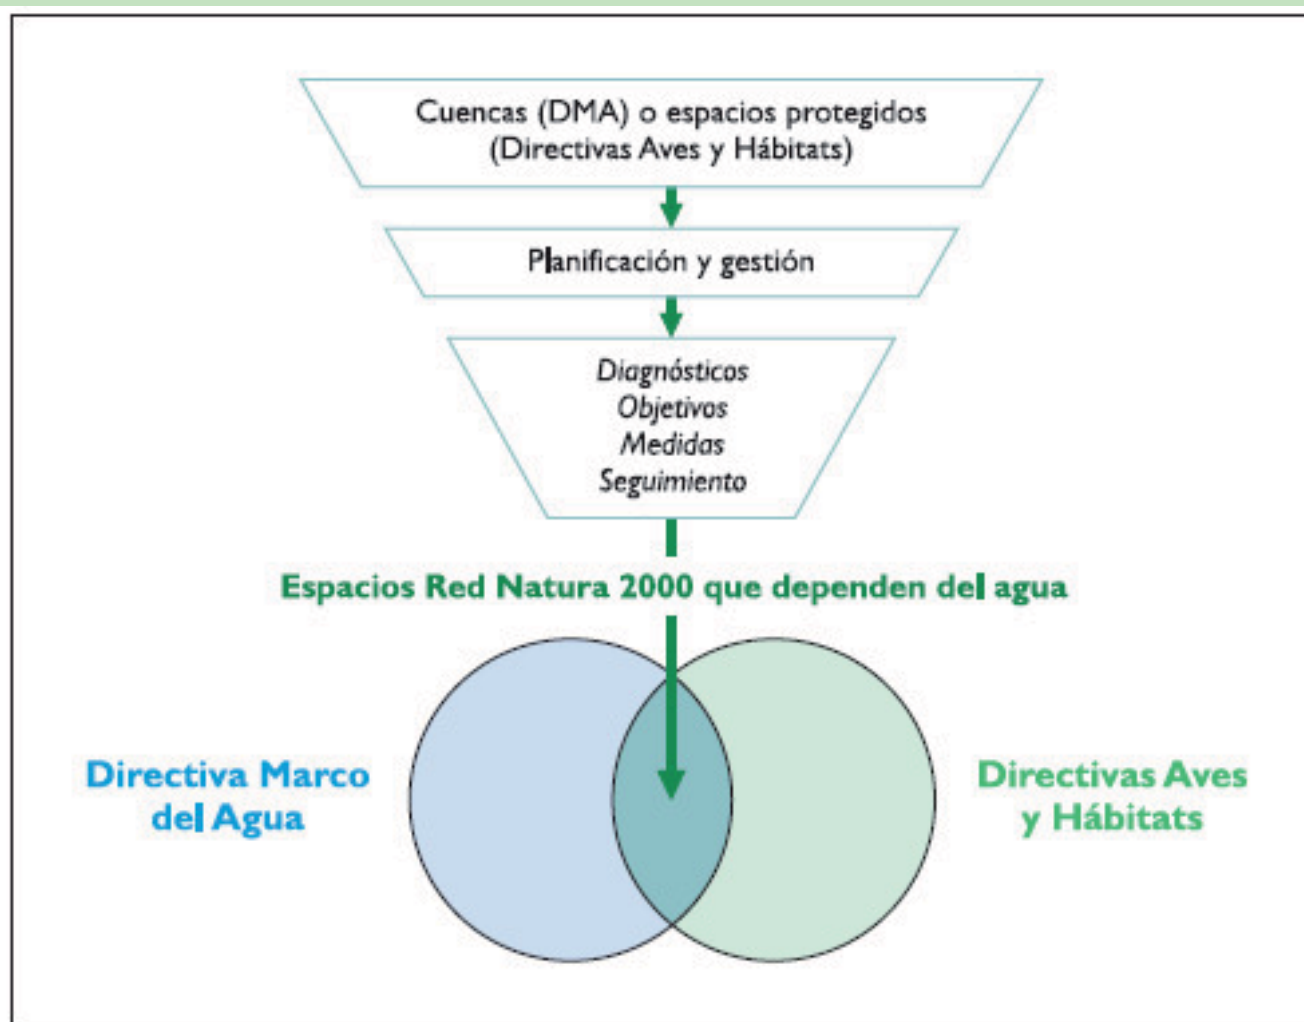 Cuencas (DMA) o espacios protegidos
(Directivas Aves y Hábitats)
Planificación y gestión
Diagnósticos
Objetivos
Medidas
Seguimiento
Espacios Red Natura 2000 que dependen del agua
Directiva Marco
del Agua
Directivas Aves
y Hábitats